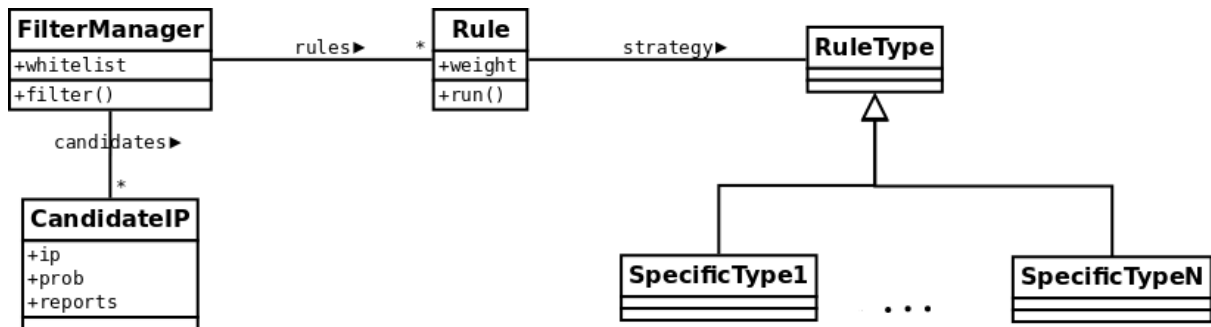 FilterManager
+whitelist
+filter()
rules▶
*
Rule
+weight
+run()
strategy▶
RuleType
candidates▶
*
CandidateIP
+ip
+prob
+reports
SpecificType1
...
SpecificTypeN